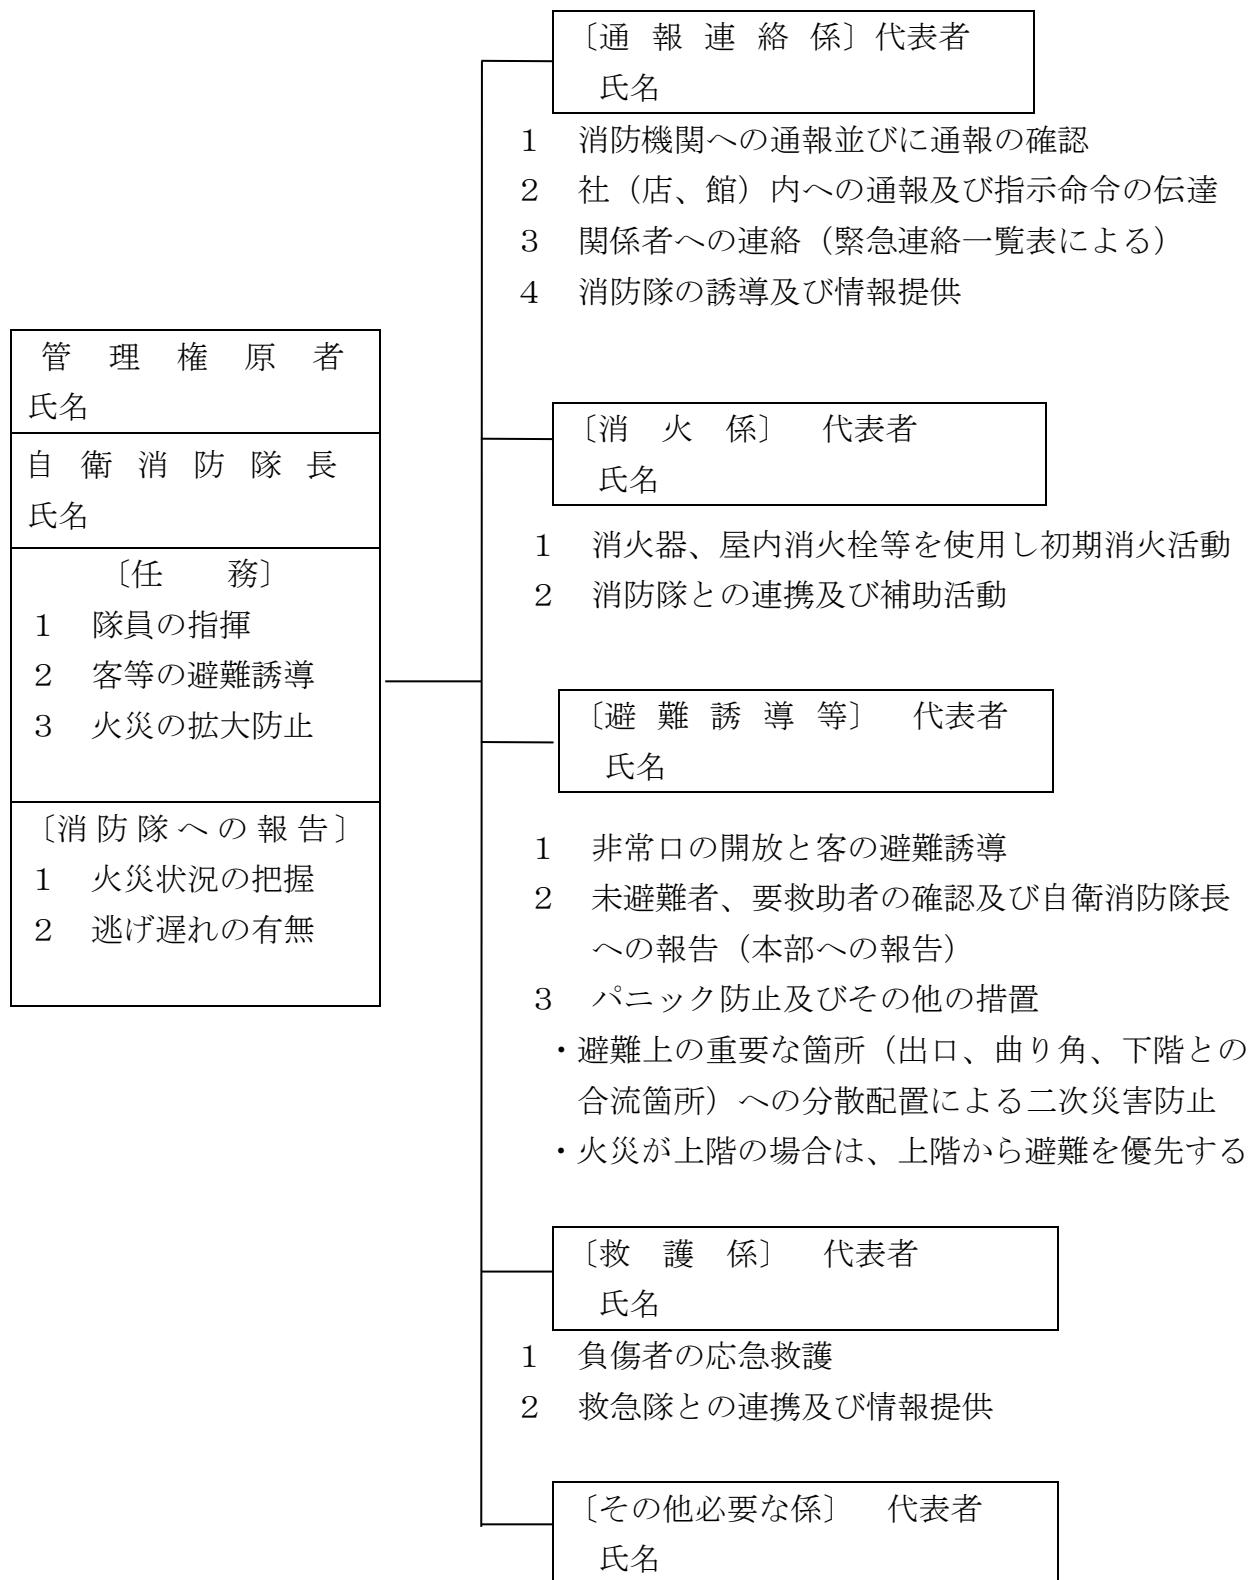 管理権原者
氏名
自衛消防隊長
氏名
〔任　務〕
１　隊員の指揮
２　客等の避難誘導
３　火災の拡大防止
〔消防隊への報告〕
１　火災状況の把握
２　逃げ遅れの有無
〔通報連絡係〕代表者
氏名
１　消防機関への通報並びに通報の確認
２　社（店、館）内への通報及び指示命令の伝達
３　関係者への連絡（緊急連絡一覧表による）
４　消防隊の誘導及び情報提供
〔消　火　係〕　代表者
氏名
１　消火器、屋内消火栓等を使用し初期消火活動
２　消防隊との連携及び補助活動
〔避難誘導等〕　代表者
氏名
１　非常口の開放と客の避難誘導
２　未避難者、要救助者の確認及び自衛消防隊長
への報告（本部への報告）
３　パニック防止及びその他の措置
・避難上の重要な箇所（出口、曲り角、下階との
合流箇所）への分散配置による二次災害防止
・火災が上階の場合は、上階から避難を優先する
〔救　護　係〕　代表者
氏名
１　負傷者の応急救護
２　救急隊との連携及び情報提供
〔その他必要な係〕　代表者
氏名